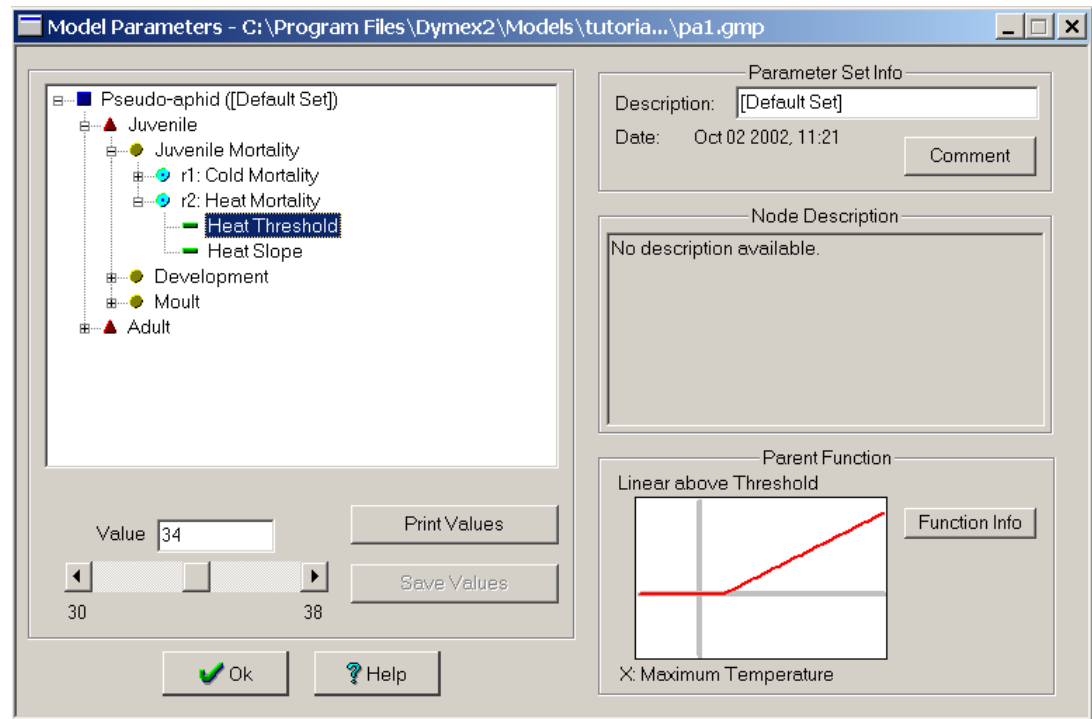 Model Parameters - C:\Program Files\Dymex2\Models\tutoria...\pa1.gmp
Pseudo-aphid ([Default Set])
Juvenile
Juvenile Mortality
r1: Cold Mortality
r2: Heat Mortality
Heat Threshold
Heat Slope
Development
Moult
Adult
Value 34
30 38
Print Values
Save Values
Ok
Help
Parameter Set Info
Description: [Default Set]
Date: Oct 02 2002, 11:21
Comment
Node Description
No description available.
Parent Function
Linear above Threshold
Function Info
X: Maximum Temperature